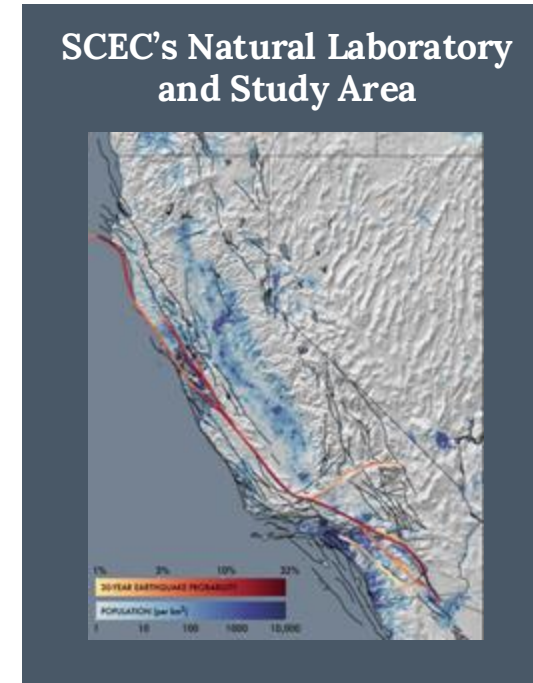 SCEC’s Natural Laboratory
and Study Area
1% 3% 10% 32%
30-YEAR EARTHQUAKE PROBABILITY
POPULATION (per km²)
1 10 100 1000 10,000